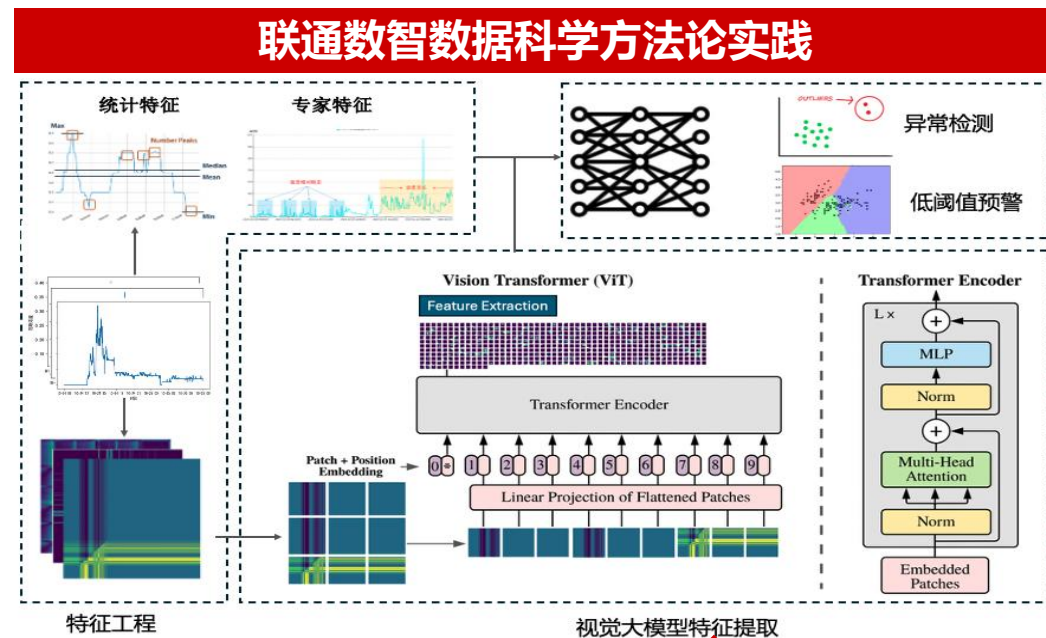 联通数智数据科学方法论实践
统计特征
专家特征
Max
Number Peaks
Median
Mean
Min
OUTLIERS
异常检测
低阈值预警
Vision Transformer (ViT)
Feature Extraction
Transformer Encoder
Patch + Position
Embedding
0 * 1 2 3 4 5 6 7 8 9
Linear Projection of Flattened Patches
Transformer Encoder
L ×
+
MLP
Norm
+
Multi-Head
Attention
Norm
Embedded
Patches
特征工程
视觉大模型特征提取